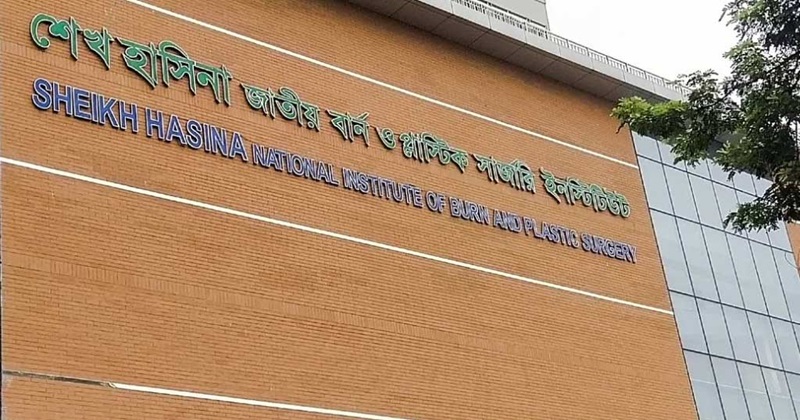 শেখ হাসিনা জাতীয় বার্ন ও প্লাস্টিক সার্জারি ইনস্টিটিউট
SHEIKH HASINA NATIONAL INSTITUTE OF BURN AND PLASTIC SURGERY